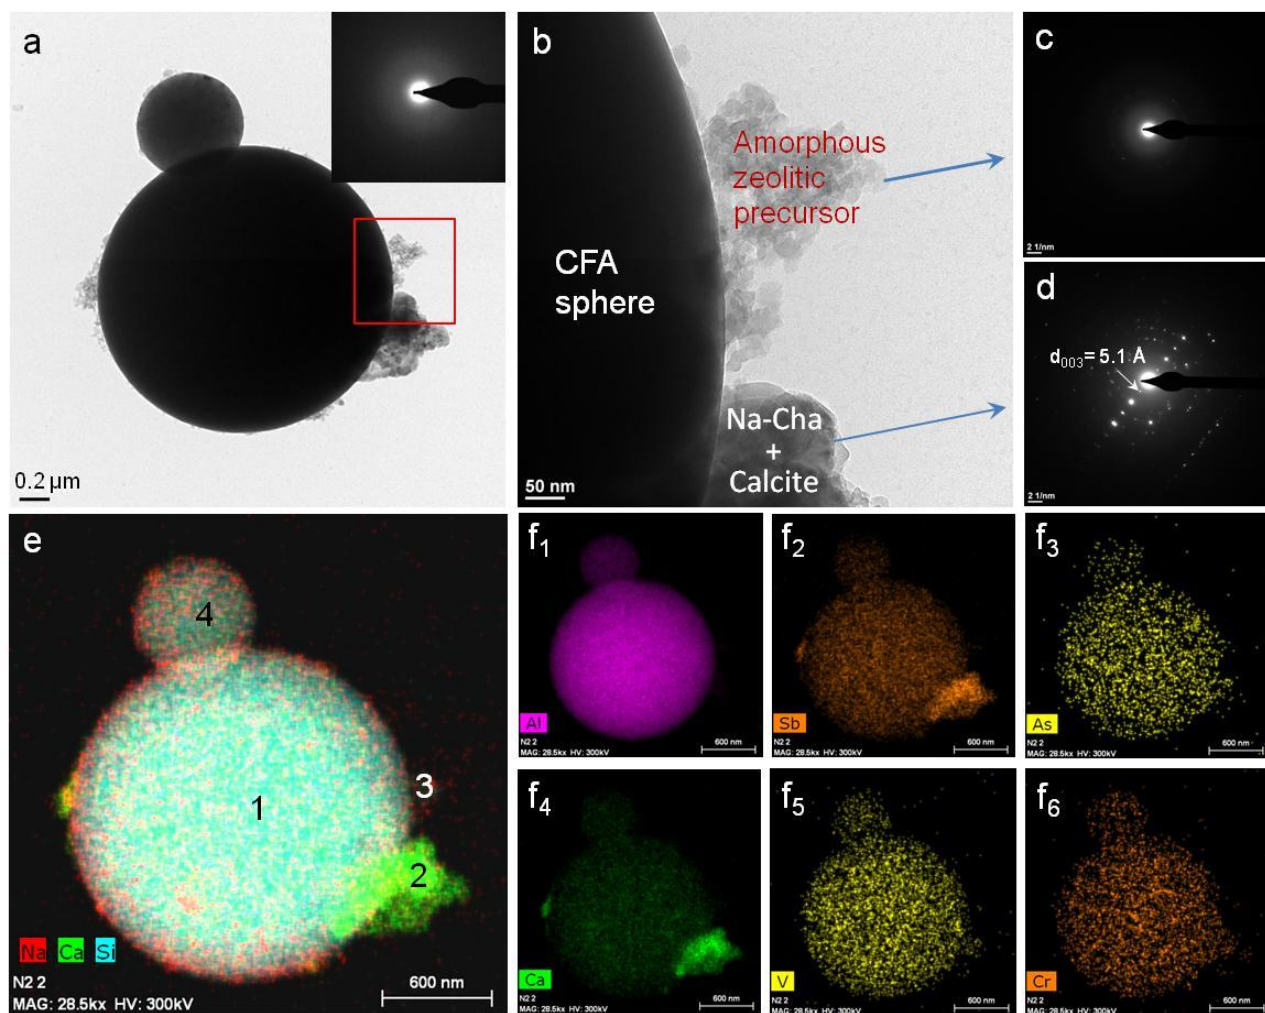 a
0.2 µm
b
CFA
sphere
Amorphous
zeolitic
precursor
Na-Cha
+
Calcite
50 nm
c
2 1/nm
d
d003= 5.1 Å
2 1/nm
e
4
1
3
2
Na Ca Si
N2 2
MAG: 28.5kx HV: 300kV
600 nm
f1
Al
N2 2
MAG: 28.5kx HV: 300kV
600 nm
f2
Sb
N2 2
MAG: 28.5kx HV: 300kV
600 nm
f3
As
N2 2
MAG: 28.5kx HV: 300kV
600 nm
f4
Ca
N2 2
MAG: 28.5kx HV: 300kV
600 nm
f5
V
N2 2
MAG: 28.5kx HV: 300kV
600 nm
f6
Cr
N2 2
MAG: 28.5kx HV: 300kV
600 nm